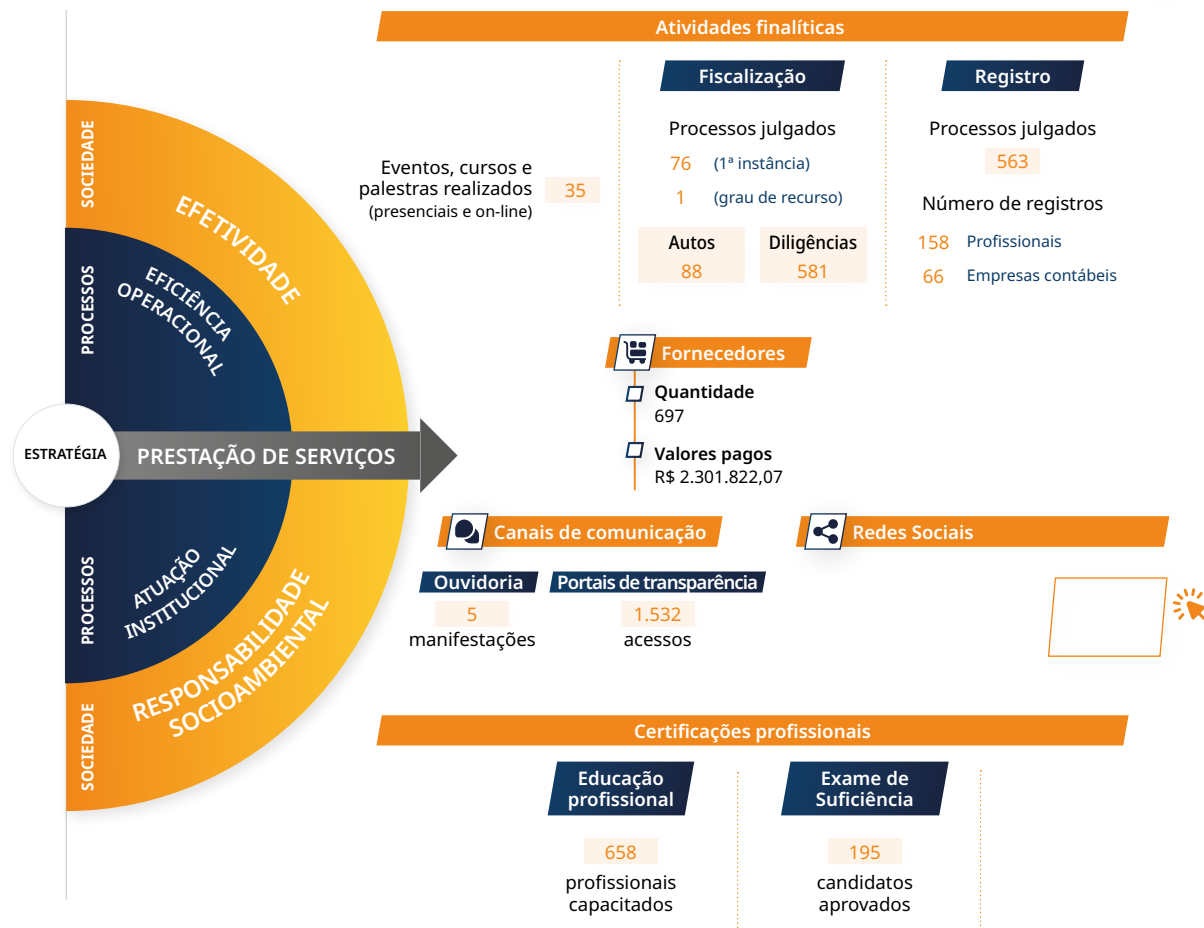 Atividades finalíticas
Eventos, cursos e
palestras realizados
(presenciais e on-line)
35
Fiscalização
Processos julgados
76 (1ª instância)
1 (grau de recurso)
Autos
88
Diligências
581
Registro
Processos julgados
563
Número de registros
158 Profissionais
66 Empresas contábeis
SOCIEDADE
EFETIVIDADE
PROCESSOS
EFICIÊNCIA
OPERACIONAL
ESTRATÉGIA
PRESTAÇÃO DE SERVIÇOS
PROCESSOS
ATUAÇÃO
INSTITUCIONAL
SOCIEDADE
RESPONSABILIDADE
SOCIOAMBIENTAL
Fornecedores
Quantidade
697
Valores pagos
R$ 2.301.822,07
Canais de comunicação
Ouvidoria
5
manifestações
Portais de transparência
1.532
acessos
Redes Sociais
Certificações profissionais
Educação
profissional
658
profissionais
capacitados
Exame de
Suficiência
195
candidatos
aprovados